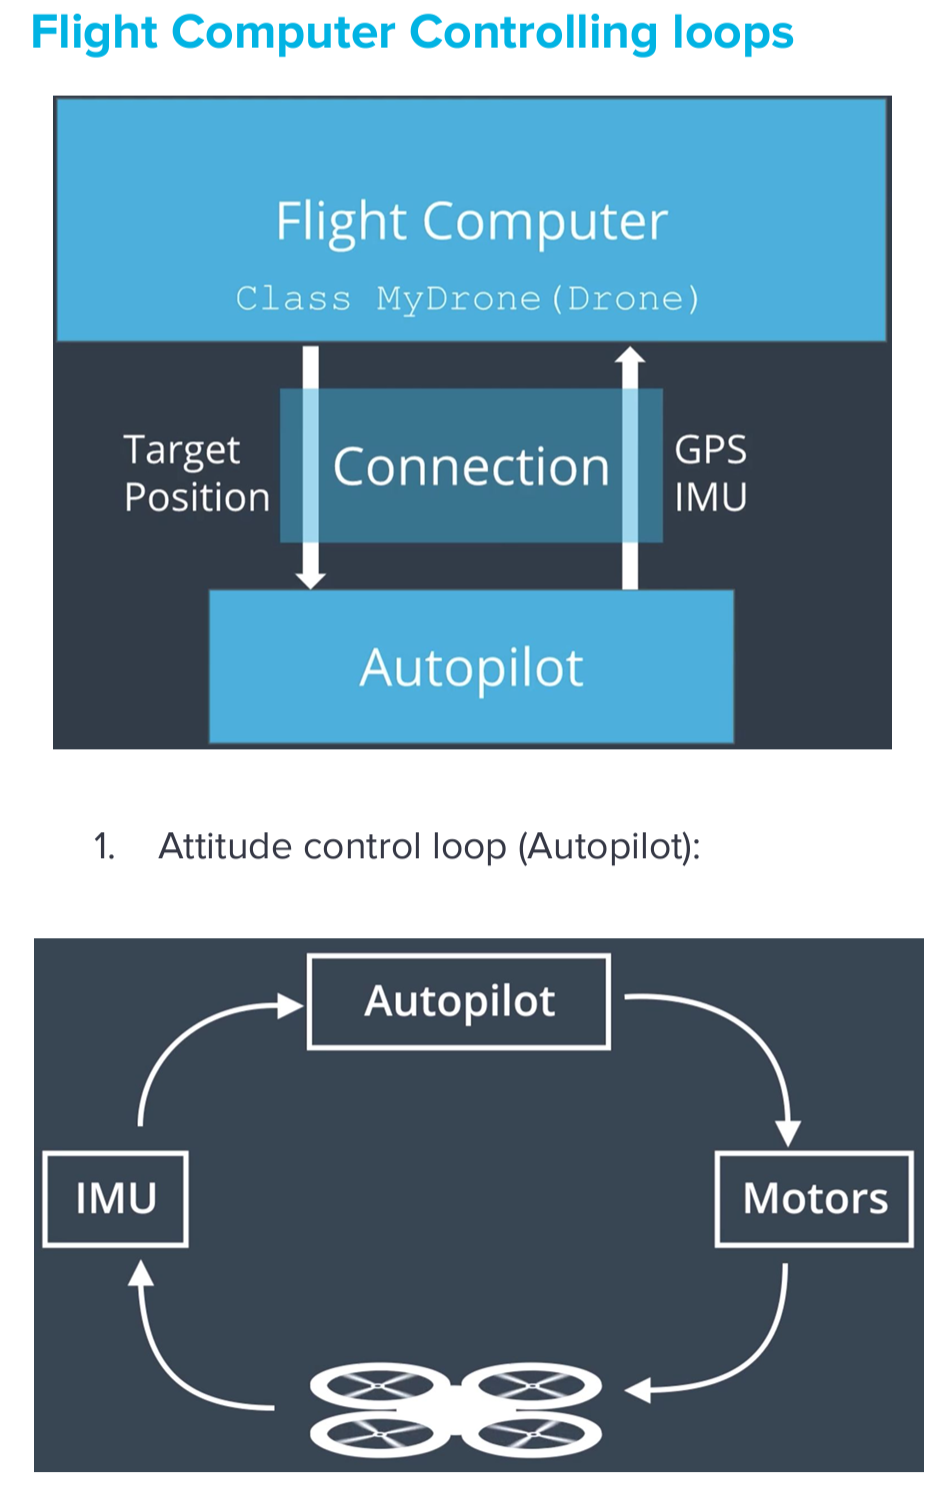 Flight Computer Controlling loops
Flight Computer
Class MyDrone(Drone)
Target
Position
Connection
GPS
IMU
Autopilot
1. Attitude control loop (Autopilot):
Autopilot
IMU
Motors